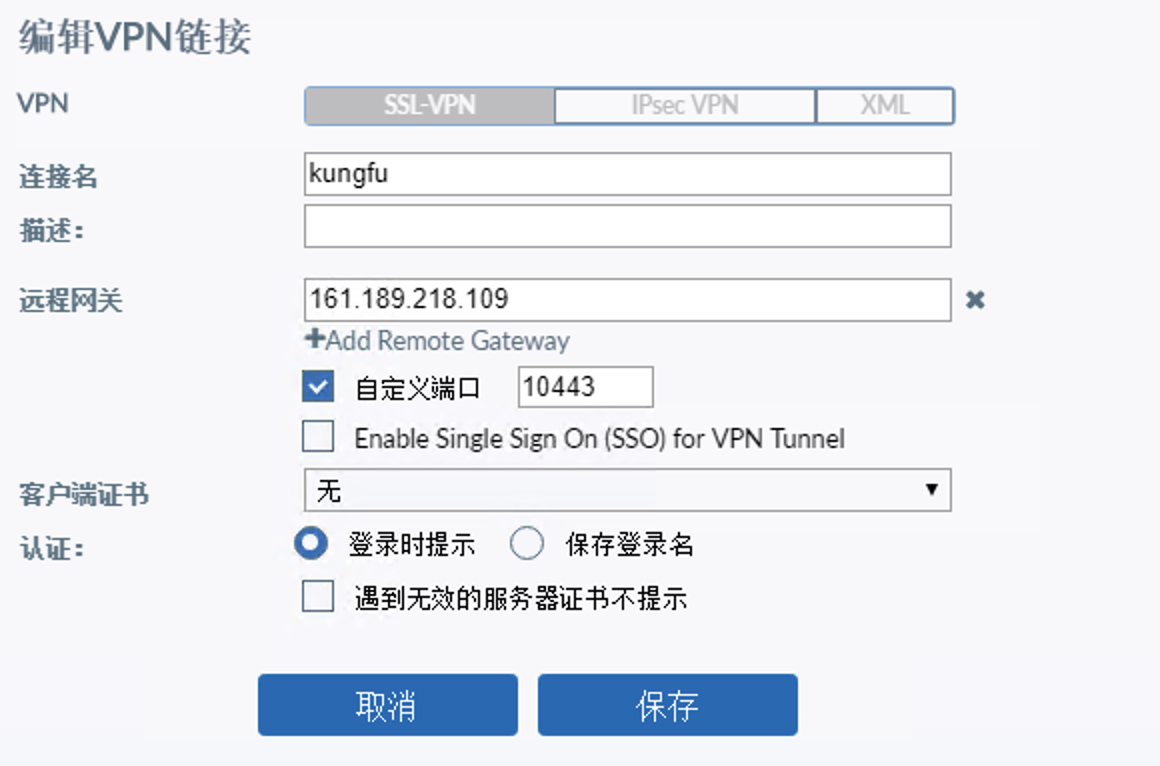 编辑VPN链接
VPN SSL-VPN IPsec VPN XML
连接名 kungfu
描述：
远程网关 161.189.218.109 ✖
+Add Remote Gateway
自定义端口 10443
Enable Single Sign On (SSO) for VPN Tunnel
客户端证书 无 ▼
认证： 登录时提示 保存登录名
遇到无效的服务器证书不提示
取消 保存